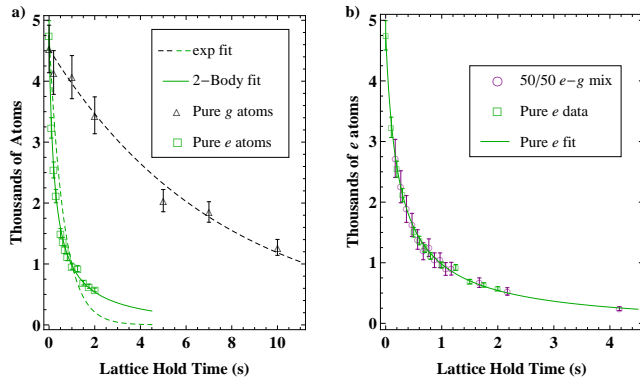 a)
Thousands of Atoms
5
4
3
2
1
0
exp fit
2−Body fit
Pure g atoms
Pure e atoms
0 2 4 6 8 10
Lattice Hold Time (s)
b)
Thousands of e atoms
5
4
3
2
1
0
50/50 e−g mix
Pure e data
Pure e fit
0 1 2 3 4
Lattice Hold Time (s)